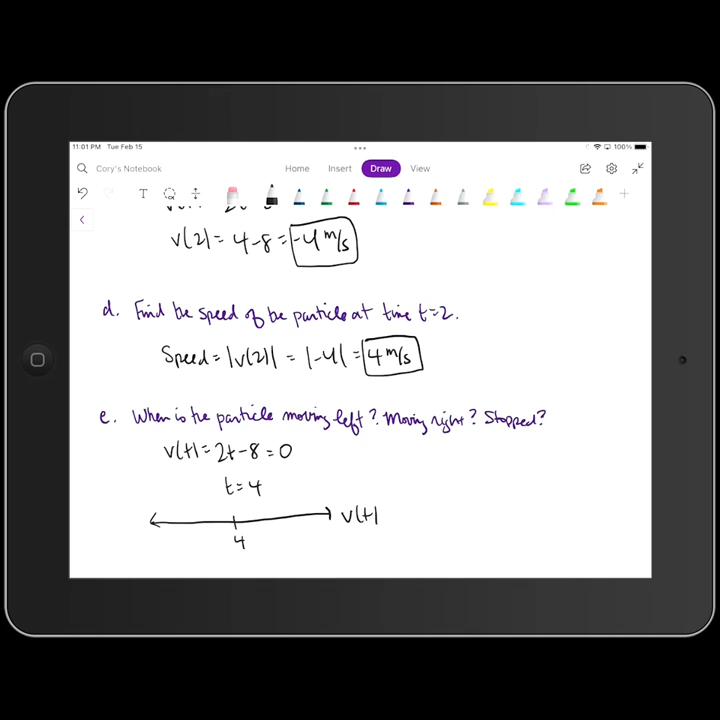 11:01 PM Tue Feb 15
100%
Cory's Notebook
Home Insert Draw View
T
v(2) = 4-8 = -4 m/s
d. Find the speed of the particle at time t=2.
Speed = |v(2)| = |-4| = 4 m/s
e. When is the particle moving left? Moving right? Stopped?
v(t) = 2t-8 = 0
t=4
v(t)
4